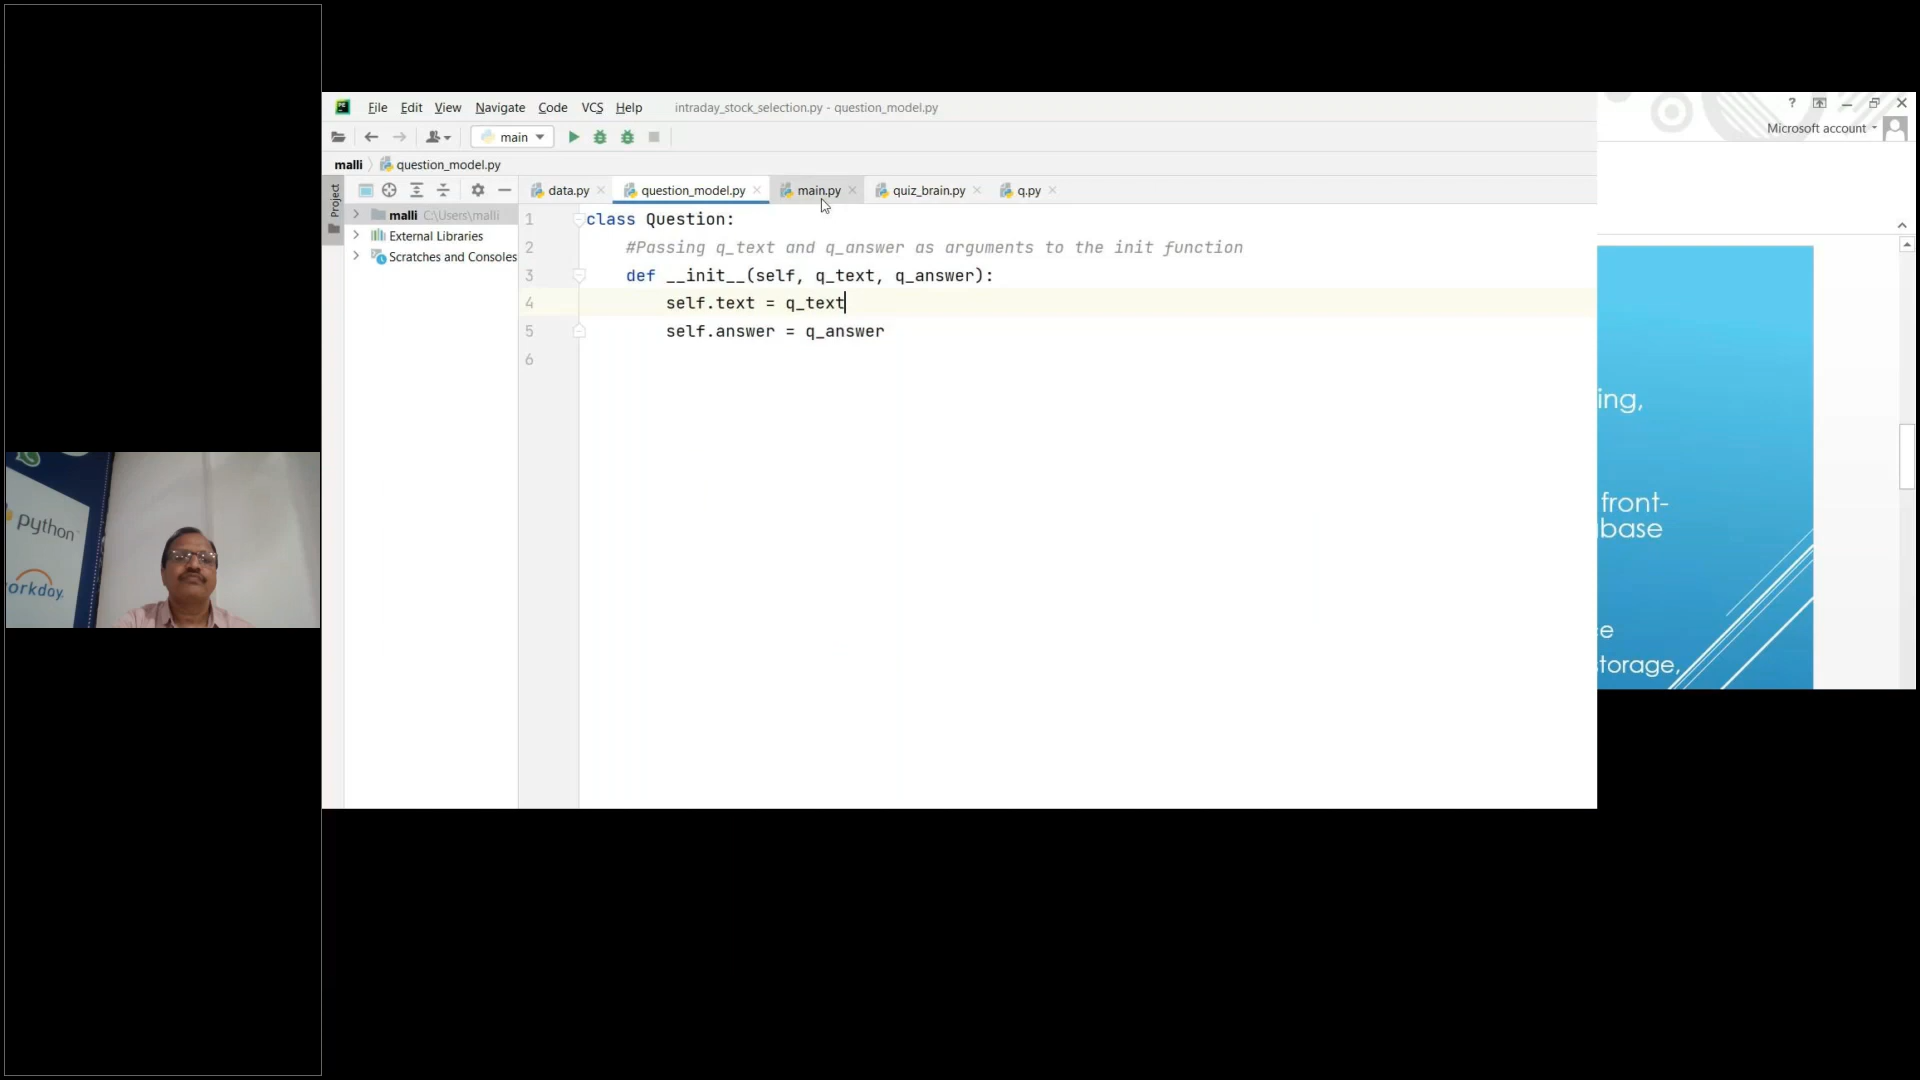 File Edit View Navigate Code VCS Help intraday_stock_selection.py - question_model.py
main
malli question_model.py
Project
data.py question_model.py main.py quiz_brain.py q.py
malli C:\Users\malli
External Libraries
Scratches and Consoles
1 class Question:
2 #Passing q_text and q_answer as arguments to the init function
3 def __init__(self, q_text, q_answer):
4 self.text = q_text
5 self.answer = q_answer
6
?
Microsoft account
ing,
front-
base
e
torage,
python
orkday.